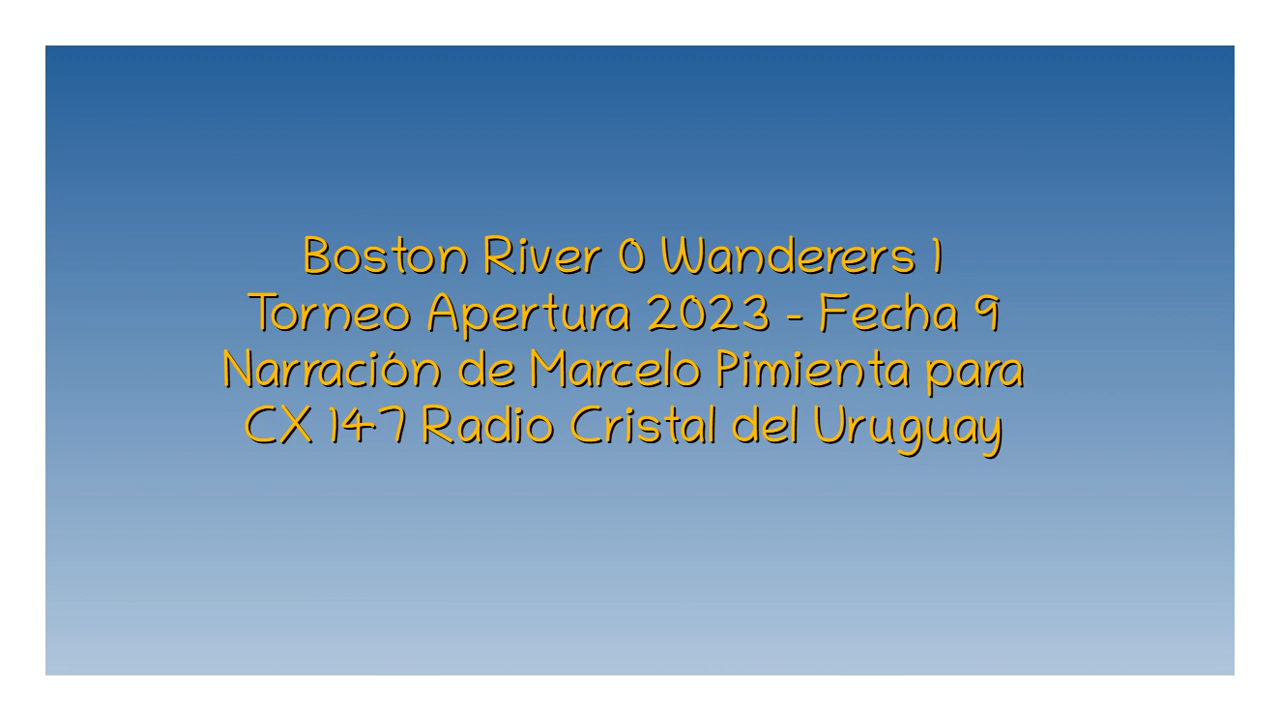 Boston River 0 Wanderers 1
Torneo Apertura 2023 - Fecha 9
Narración de Marcelo Pimienta para
CX 147 Radio Cristal del Uruguay